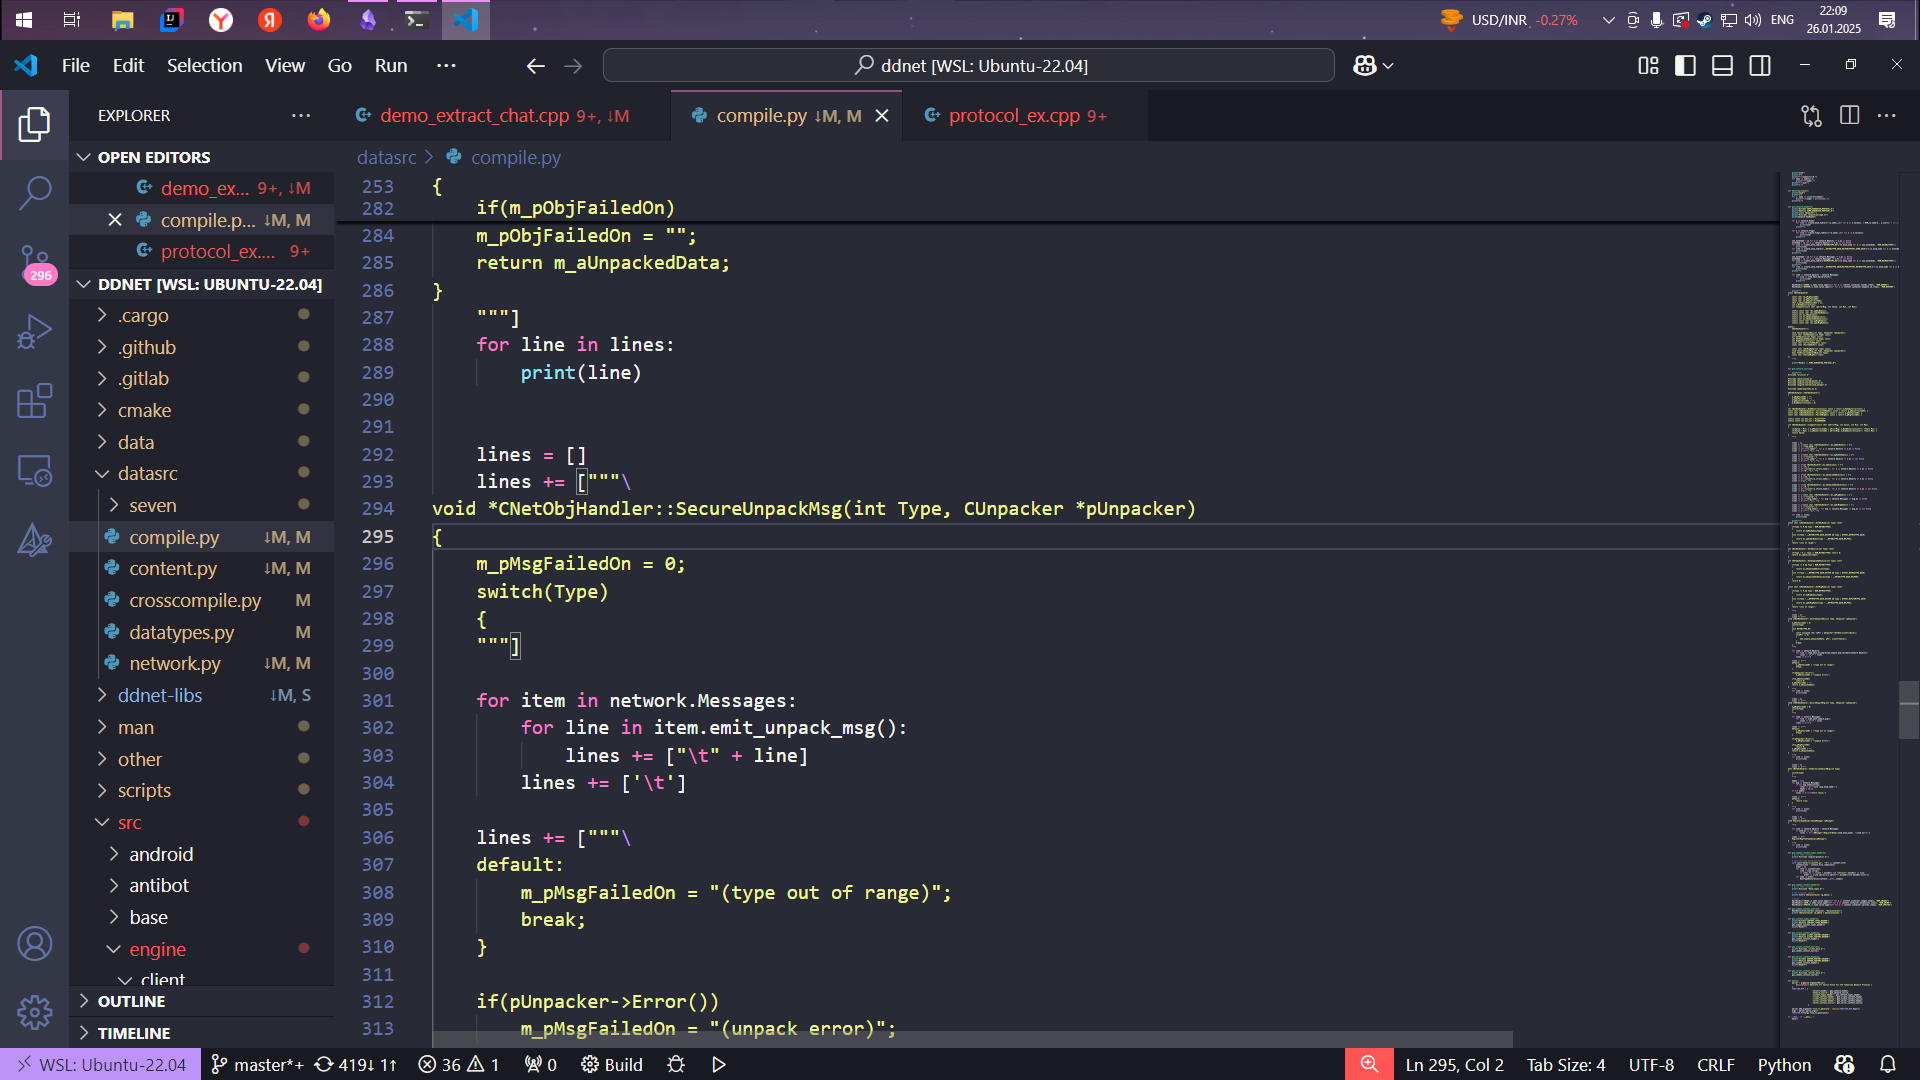 USD/INR -0.27%
ENG
22:09
26.01.2025
File Edit Selection View Go Run ...
ddnet [WSL: Ubuntu-22.04]
EXPLORER
demo_extract_chat.cpp 9+, ↓M
compile.py ↓M, M
protocol_ex.cpp 9+
OPEN EDITORS
demo_ex... 9+, ↓M
compile.p... ↓M, M
protocol_ex.... 9+
296
DDNET [WSL: UBUNTU-22.04]
.cargo
.github
.gitlab
cmake
data
datasrc
seven
compile.py ↓M, M
content.py ↓M, M
crosscompile.py M
datatypes.py M
network.py ↓M, M
ddnet-libs ↓M, S
man
other
scripts
src
android
antibot
base
engine
client
OUTLINE
TIMELINE
datasrc > compile.py
253 {
282 if(m_pObjFailedOn)
284 m_pObjFailedOn = "";
285 return m_aUnpackedData;
286 }
287 """]
288 for line in lines:
289 print(line)
290
291
292 lines = []
293 lines += ["""\
294 void *CNetObjHandler::SecureUnpackMsg(int Type, CUnpacker *pUnpacker)
295 {
296 m_pMsgFailedOn = 0;
297 switch(Type)
298 {
299 """]
300
301 for item in network.Messages:
302 for line in item.emit_unpack_msg():
303 lines += ["\t" + line]
304 lines += ['\t']
305
306 lines += ["""\
307 default:
308 m_pMsgFailedOn = "(type out of range)";
309 break;
310 }
311
312 if(pUnpacker->Error())
313 m_pMsgFailedOn = "(unpack error)";
WSL: Ubuntu-22.04 master*+ 419↓ 1↑ 36 1 0 Build Ln 295, Col 2 Tab Size: 4 UTF-8 CRLF Python